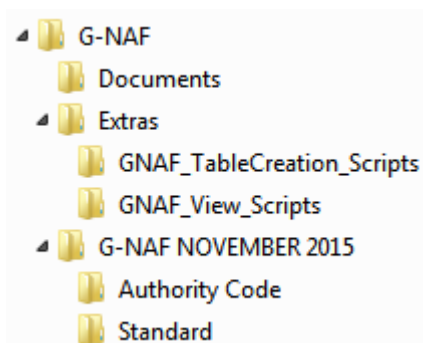 G-NAF
Documents
Extras
GNAF_TableCreation_Scripts
GNAF_View_Scripts
G-NAF NOVEMBER 2015
Authority Code
Standard